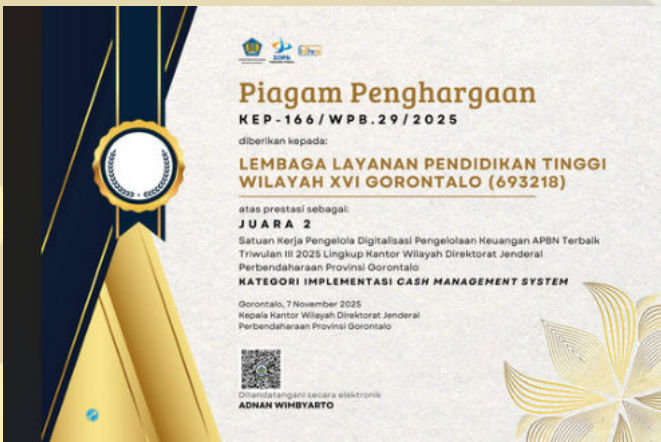 Piagam Penghargaan
KEP-166/WPB.29/2025
diberikan kepada:
LEMBAGA LAYANAN PENDIDIKAN TINGGI
WILAYAH XVI GORONTALO (693218)
atas prestasi sebagai:
JUARA 2
Satuan Kerja Pengelola Digitalisasi Pengelolaan Keuangan APBN Terbaik
Triwulan III 2025 Lingkup Kantor Wilayah Direktorat Jenderal
Perbendaharaan Provinsi Gorontalo
KATEGORI IMPLEMENTASI CASH MANAGEMENT SYSTEM
Gorontalo, 7 November 2025
Kepala Kantor Wilayah Direktorat Jenderal
Perbendaharaan Provinsi Gorontalo
Ditandatangani secara elektronik
ADNAN WIMBYARTO